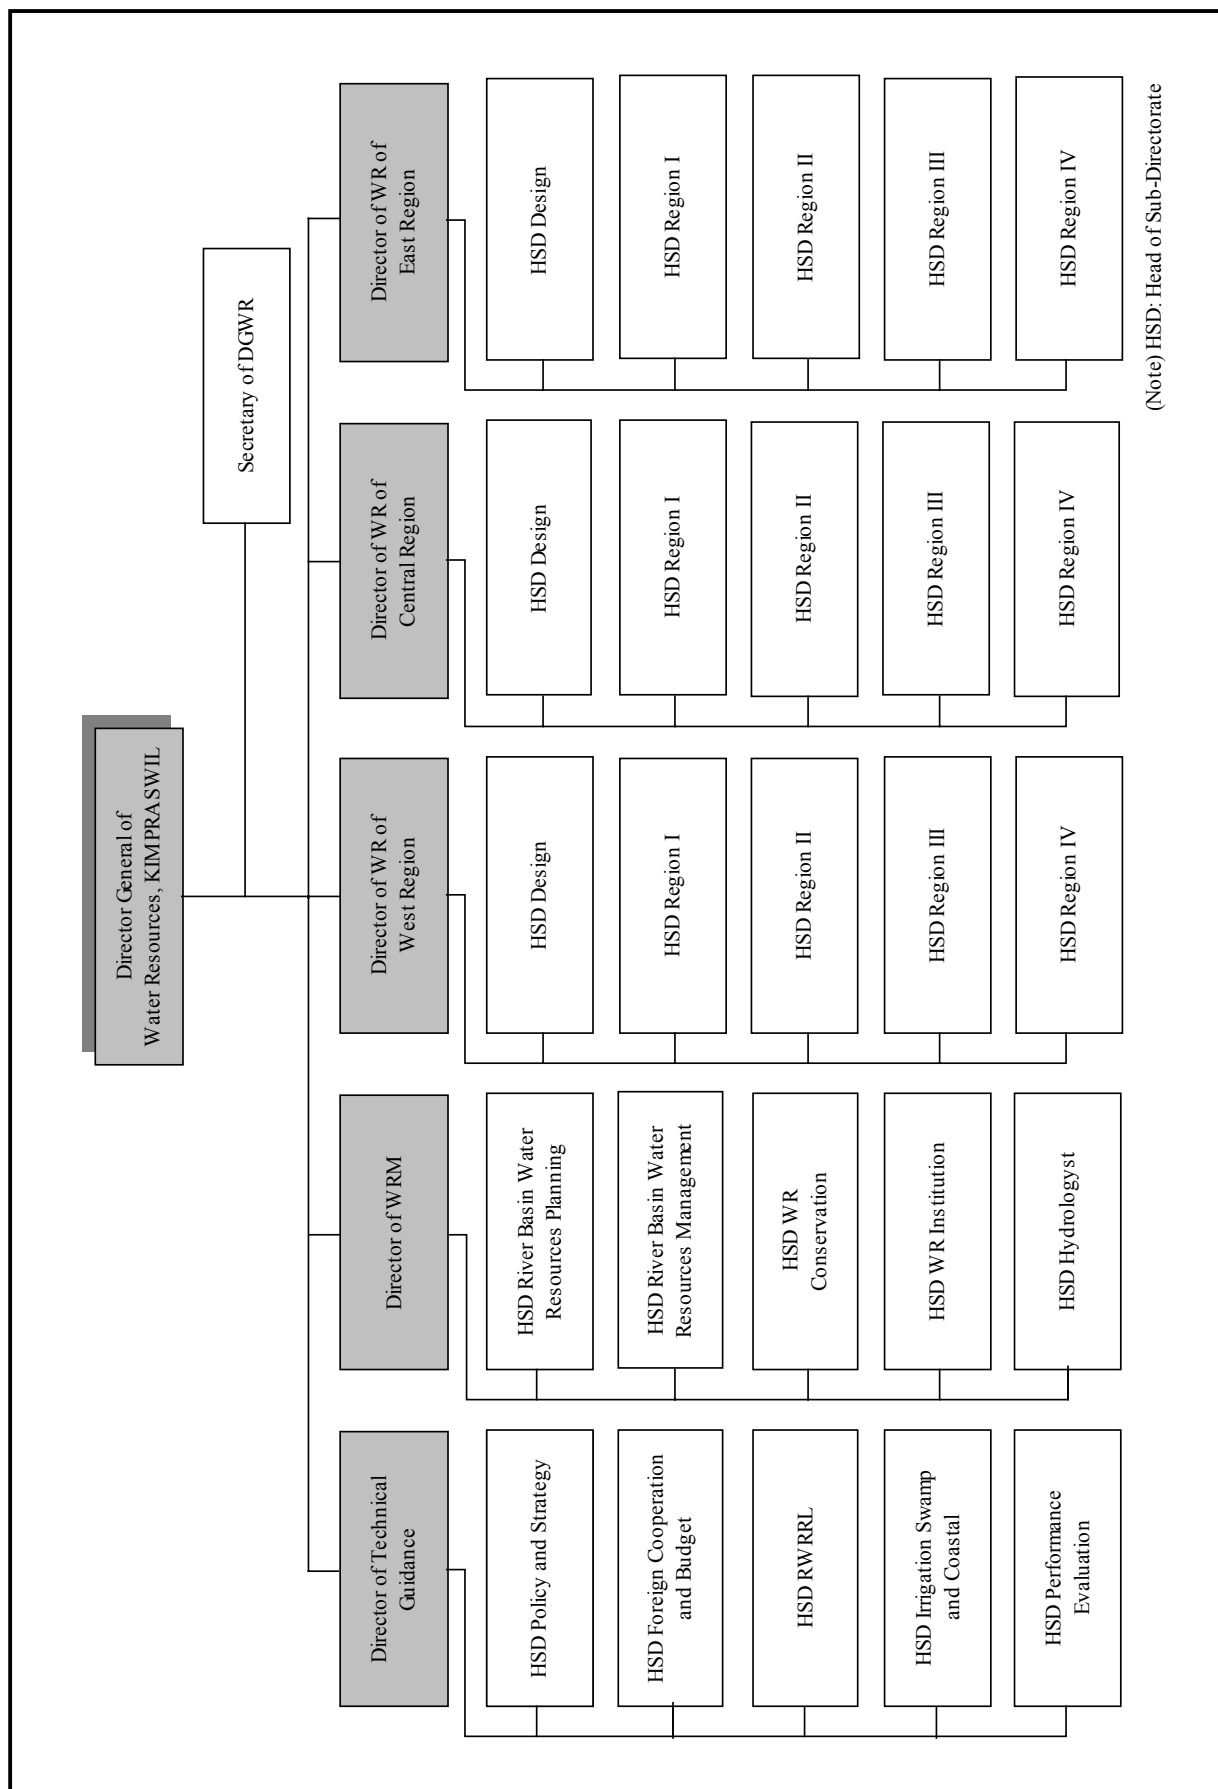 Director General of
Water Resources, KIMPRASWIL
Secretary of DGWR
Director of Technical
Guidance
HSD Policy and Strategy
HSD Foreign Cooperation
and Budget
HSD RWRRL
HSD Irrigation Swamp
and Coastal
HSD Performance
Evaluation
Director of WRM
HSD River Basin Water
Resources Planning
HSD River Basin Water
Resources Management
HSD WR
Conservation
HSD WR Institution
HSD Hydrologyst
Director of WR of
West Region
HSD Design
HSD Region I
HSD Region II
HSD Region III
HSD Region IV
Director of WR of
Central Region
HSD Design
HSD Region I
HSD Region II
HSD Region III
HSD Region IV
Director of WR of
East Region
HSD Design
HSD Region I
HSD Region II
HSD Region III
HSD Region IV
(Note) HSD: Head of Sub-Directorate